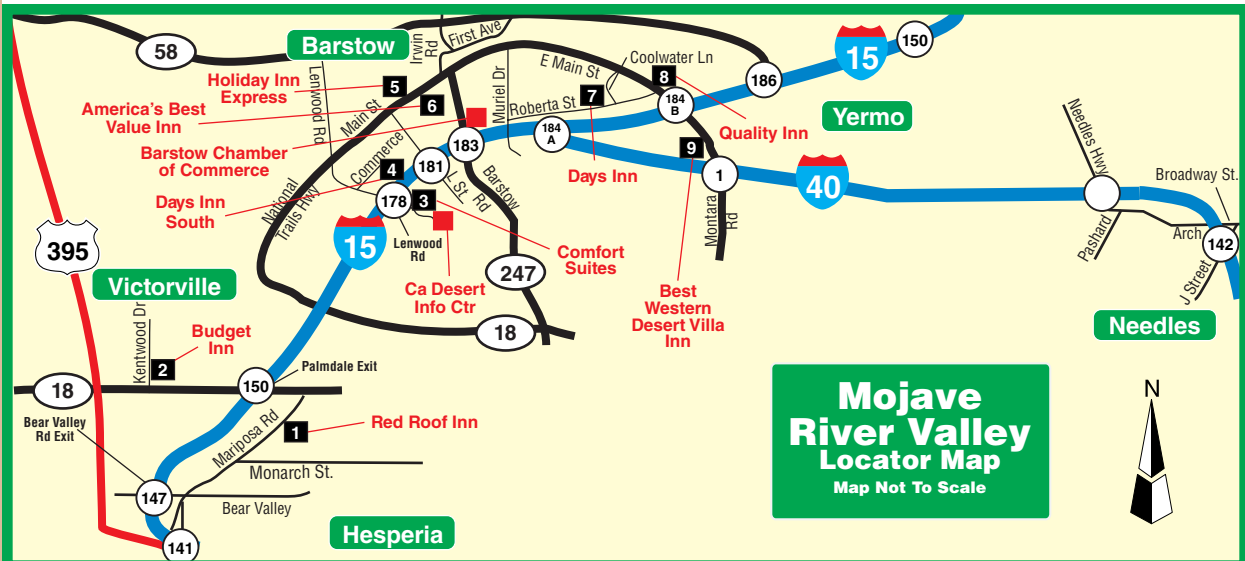 58
Barstow
Irwin
Rd
First Ave
15
150
Holiday Inn
Express
5
Lenwood Rd
Main St
Muriel Dr
E Main St
Coolwater Ln
8
186
America's Best
Value Inn
6
Roberta St
7
184
B
Yermo
Quality Inn
Barstow Chamber
of Commerce
Commerce
183
184
A
Needles Hwy
Days Inn
South
4
181
9
Days Inn
1
40
Broadway St.
National
Trails Hwy
178
3
L St
Barstow
Rd
Montara
Rd
Pashard
Arch
142
J Street
395
15
Lenwood
Rd
Comfort
Suites
247
Victorville
Ca Desert
Info Ctr
Best
Western
Desert Villa
Inn
Needles
Kentwood Dr
Budget
Inn
18
2
18
150
Palmdale Exit
Bear Valley
Rd Exit
Mariposa Rd
1
Red Roof Inn
Monarch St.
147
Bear Valley
141
Hesperia
Mojave
River Valley
Locator Map
Map Not To Scale
N